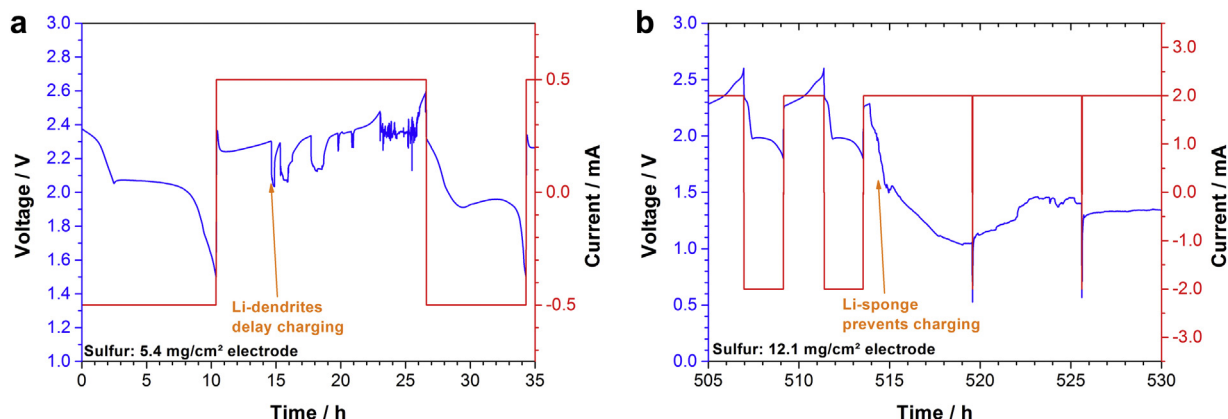 a
3.0
2.8
2.6
2.4
2.2
2.0
1.8
1.6
1.4
1.2
1.0
Voltage / V
0.5
0.0
-0.5
Current / mA
Li-dendrites
delay charging
Sulfur: 5.4 mg/cm² electrode
0 5 10 15 20 25 30 35
Time / h
b
3.0
2.5
2.0
1.5
1.0
0.5
0.0
Voltage / V
3.0
2.0
1.0
0.0
-1.0
-2.0
-3.0
Current / mA
Li-sponge
prevents charging
Sulfur: 12.1 mg/cm² electrode
505 510 515 520 525 530
Time / h